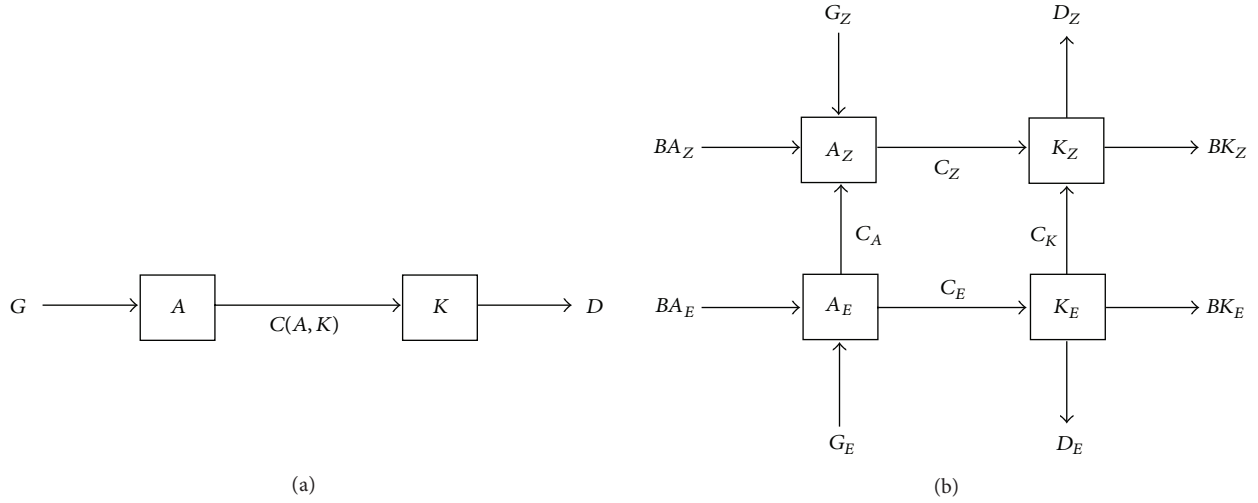 G
A
C(A, K)
K
D
(a)
G_Z
D_Z
BA_Z
A_Z
C_Z
K_Z
BK_Z
C_A
C_K
BA_E
A_E
C_E
K_E
BK_E
G_E
D_E
(b)